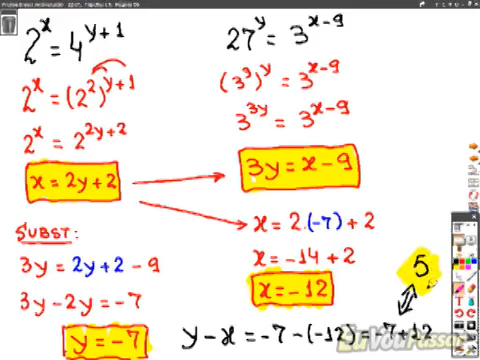 2^x = 4^(y+1)
2^x = (2^2)^(y+1)
2^x = 2^(2y+2)
x = 2y+2
SUBST:
3y = 2y+2-9
3y-2y = -7
y = -7
27^y = 3^(x-9)
(3^3)^y = 3^(x-9)
3^(3y) = 3^(x-9)
3y = x-9
x = 2.(-7)+2
x = -14+2
x = -12
5
y-x = -7-(-12) = -7+12
EuVouPassar